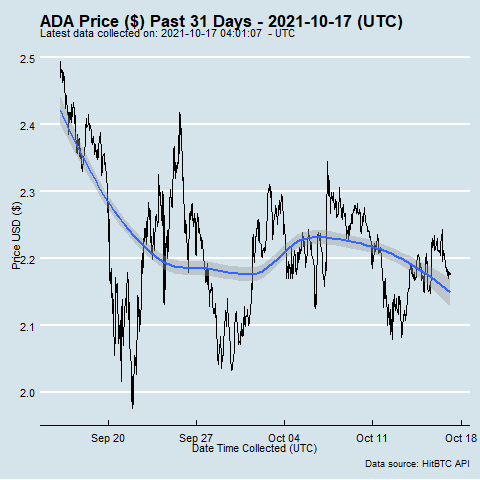 ADA Price ($) Past 31 Days - 2021-10-17 (UTC)
Latest data collected on: 2021-10-17 04:01:07 - UTC
2.5
2.4
2.3
2.2
2.1
2.0
Price USD ($)
Sep 20
Sep 27
Oct 04
Oct 11
Oct 18
Date Time Collected (UTC)
Data source: HitBTC API